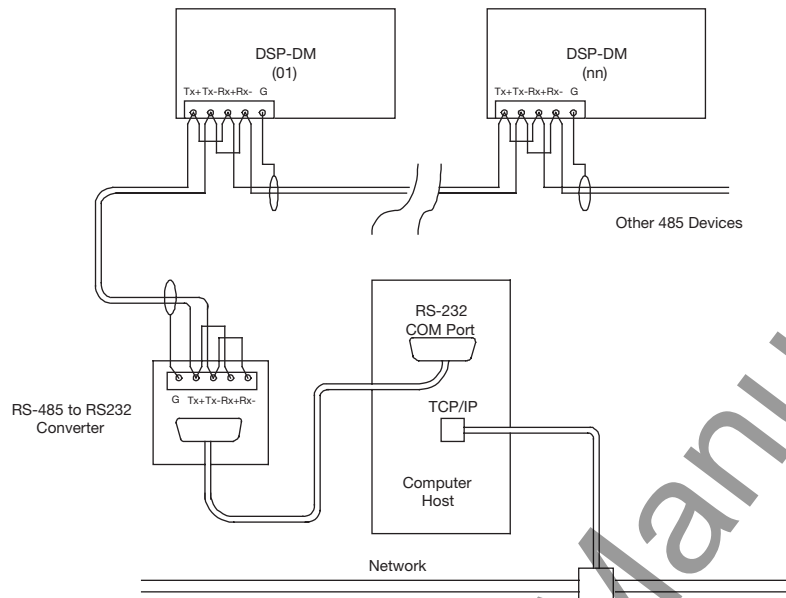 DSP-DM
(01)
Tx+Tx-Rx+Rx- G
DSP-DM
(nn)
Tx+Tx-Rx+Rx- G
Other 485 Devices
RS-232
COM Port
TCP/IP
Computer
Host
G Tx+Tx-Rx+Rx-
RS-485 to RS232
Converter
Network